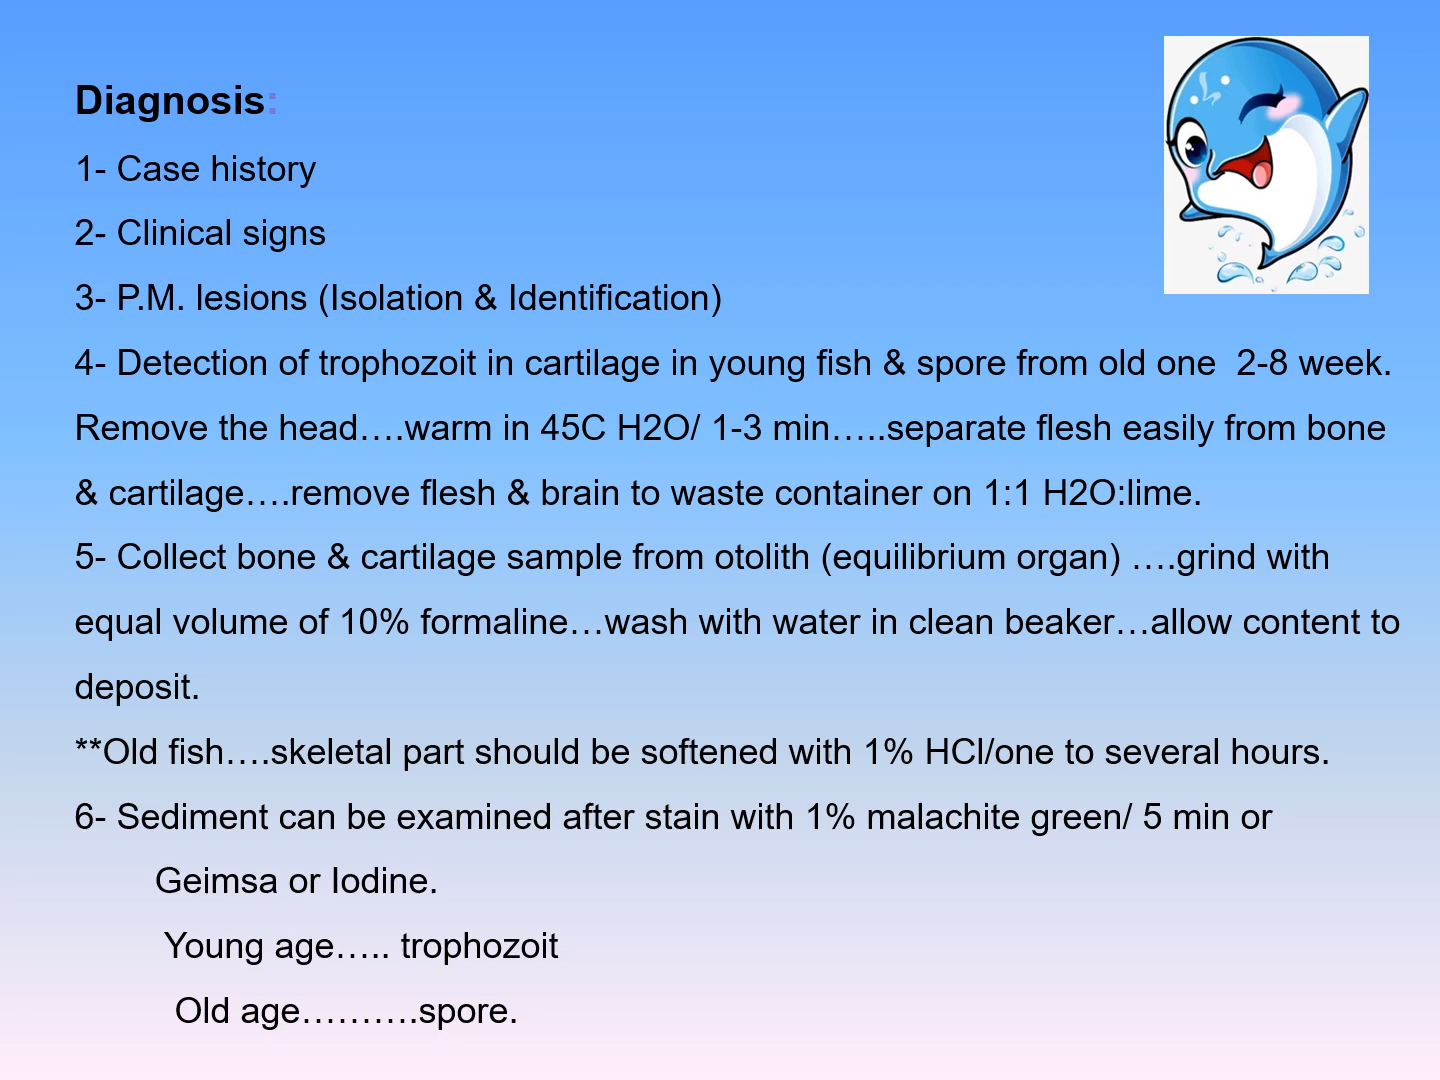 Diagnosis:
1- Case history
2- Clinical signs
3- P.M. lesions (Isolation & Identification)
4- Detection of trophozoit in cartilage in young fish & spore from old one  2-8 week.
Remove the head….warm in 45C H2O/ 1-3 min…..separate flesh easily from bone
& cartilage….remove flesh & brain to waste container on 1:1 H2O:lime.
5- Collect bone & cartilage sample from otolith (equilibrium organ) ….grind with
equal volume of 10% formaline…wash with water in clean beaker…allow content to
deposit.
**Old fish….skeletal part should be softened with 1% HCl/one to several hours.
6- Sediment can be examined after stain with 1% malachite green/ 5 min or
Geimsa or Iodine.
Young age….. trophozoit
Old age……….spore.